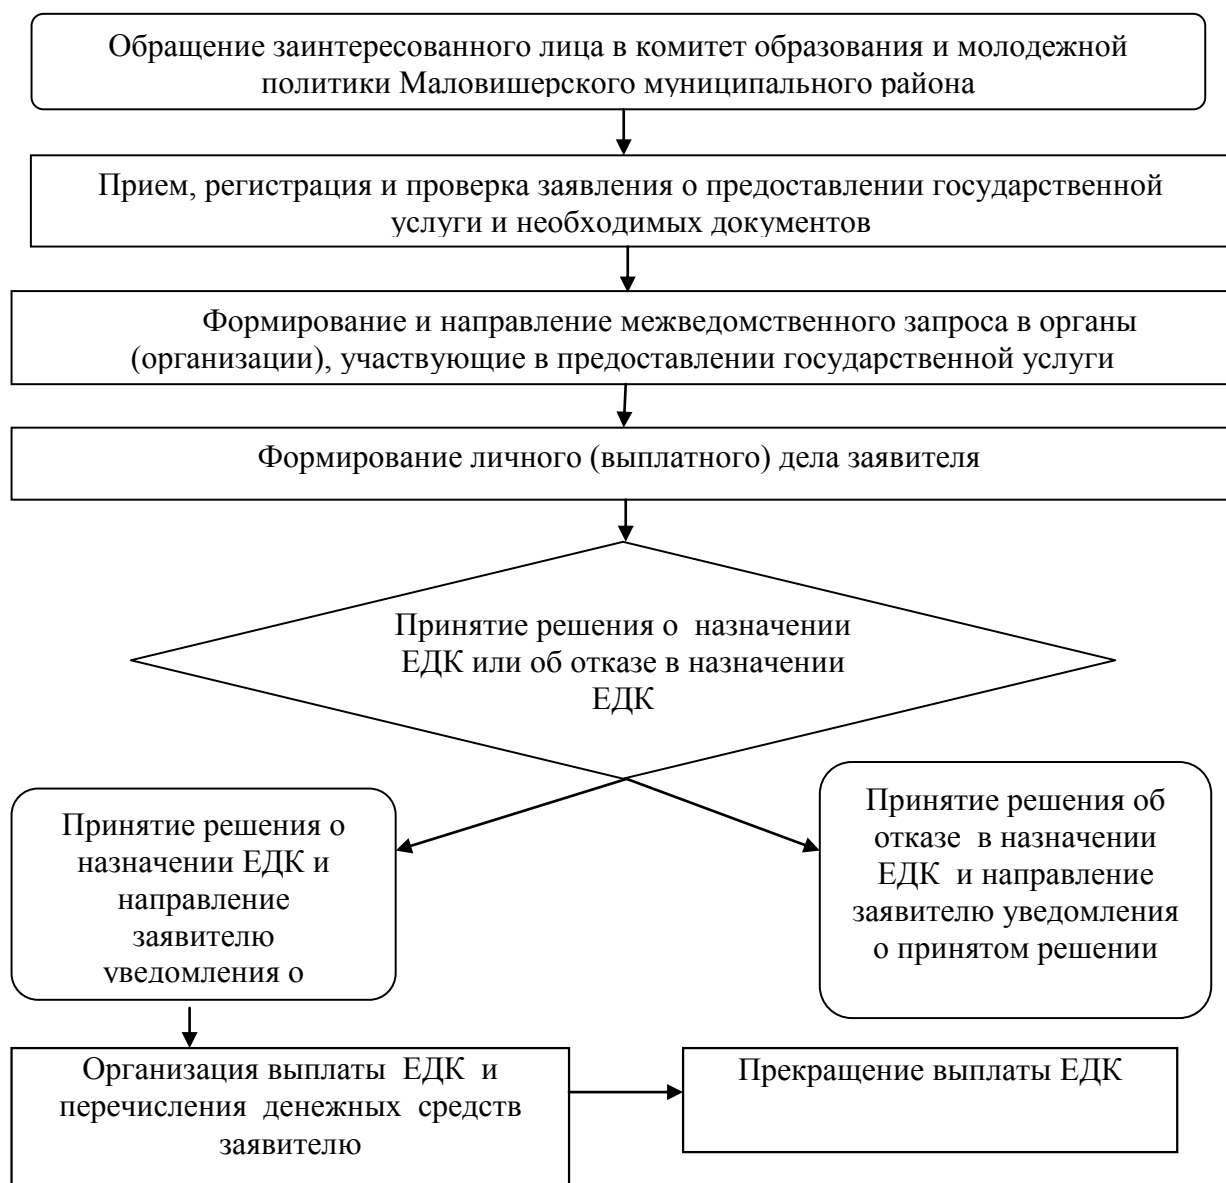 Обращение заинтересованного лица в комитет образования и молодежной
политики Маловишерского муниципального района
Прием, регистрация и проверка заявления о предоставлении государственной
услуги и необходимых документов
Формирование и направление межведомственного запроса в органы
(организации), участвующие в предоставлении государственной услуги
Формирование личного (выплатного) дела заявителя
Принятие решения о назначении
ЕДК или об отказе в назначении
ЕДК
Принятие решения о
назначении ЕДК и
направление
заявителю
уведомления о
Принятие решения об
отказе в назначении
ЕДК и направление
заявителю уведомления
о принятом решении
Организация выплаты ЕДК и
перечисления денежных средств
заявителю
Прекращение выплаты ЕДК